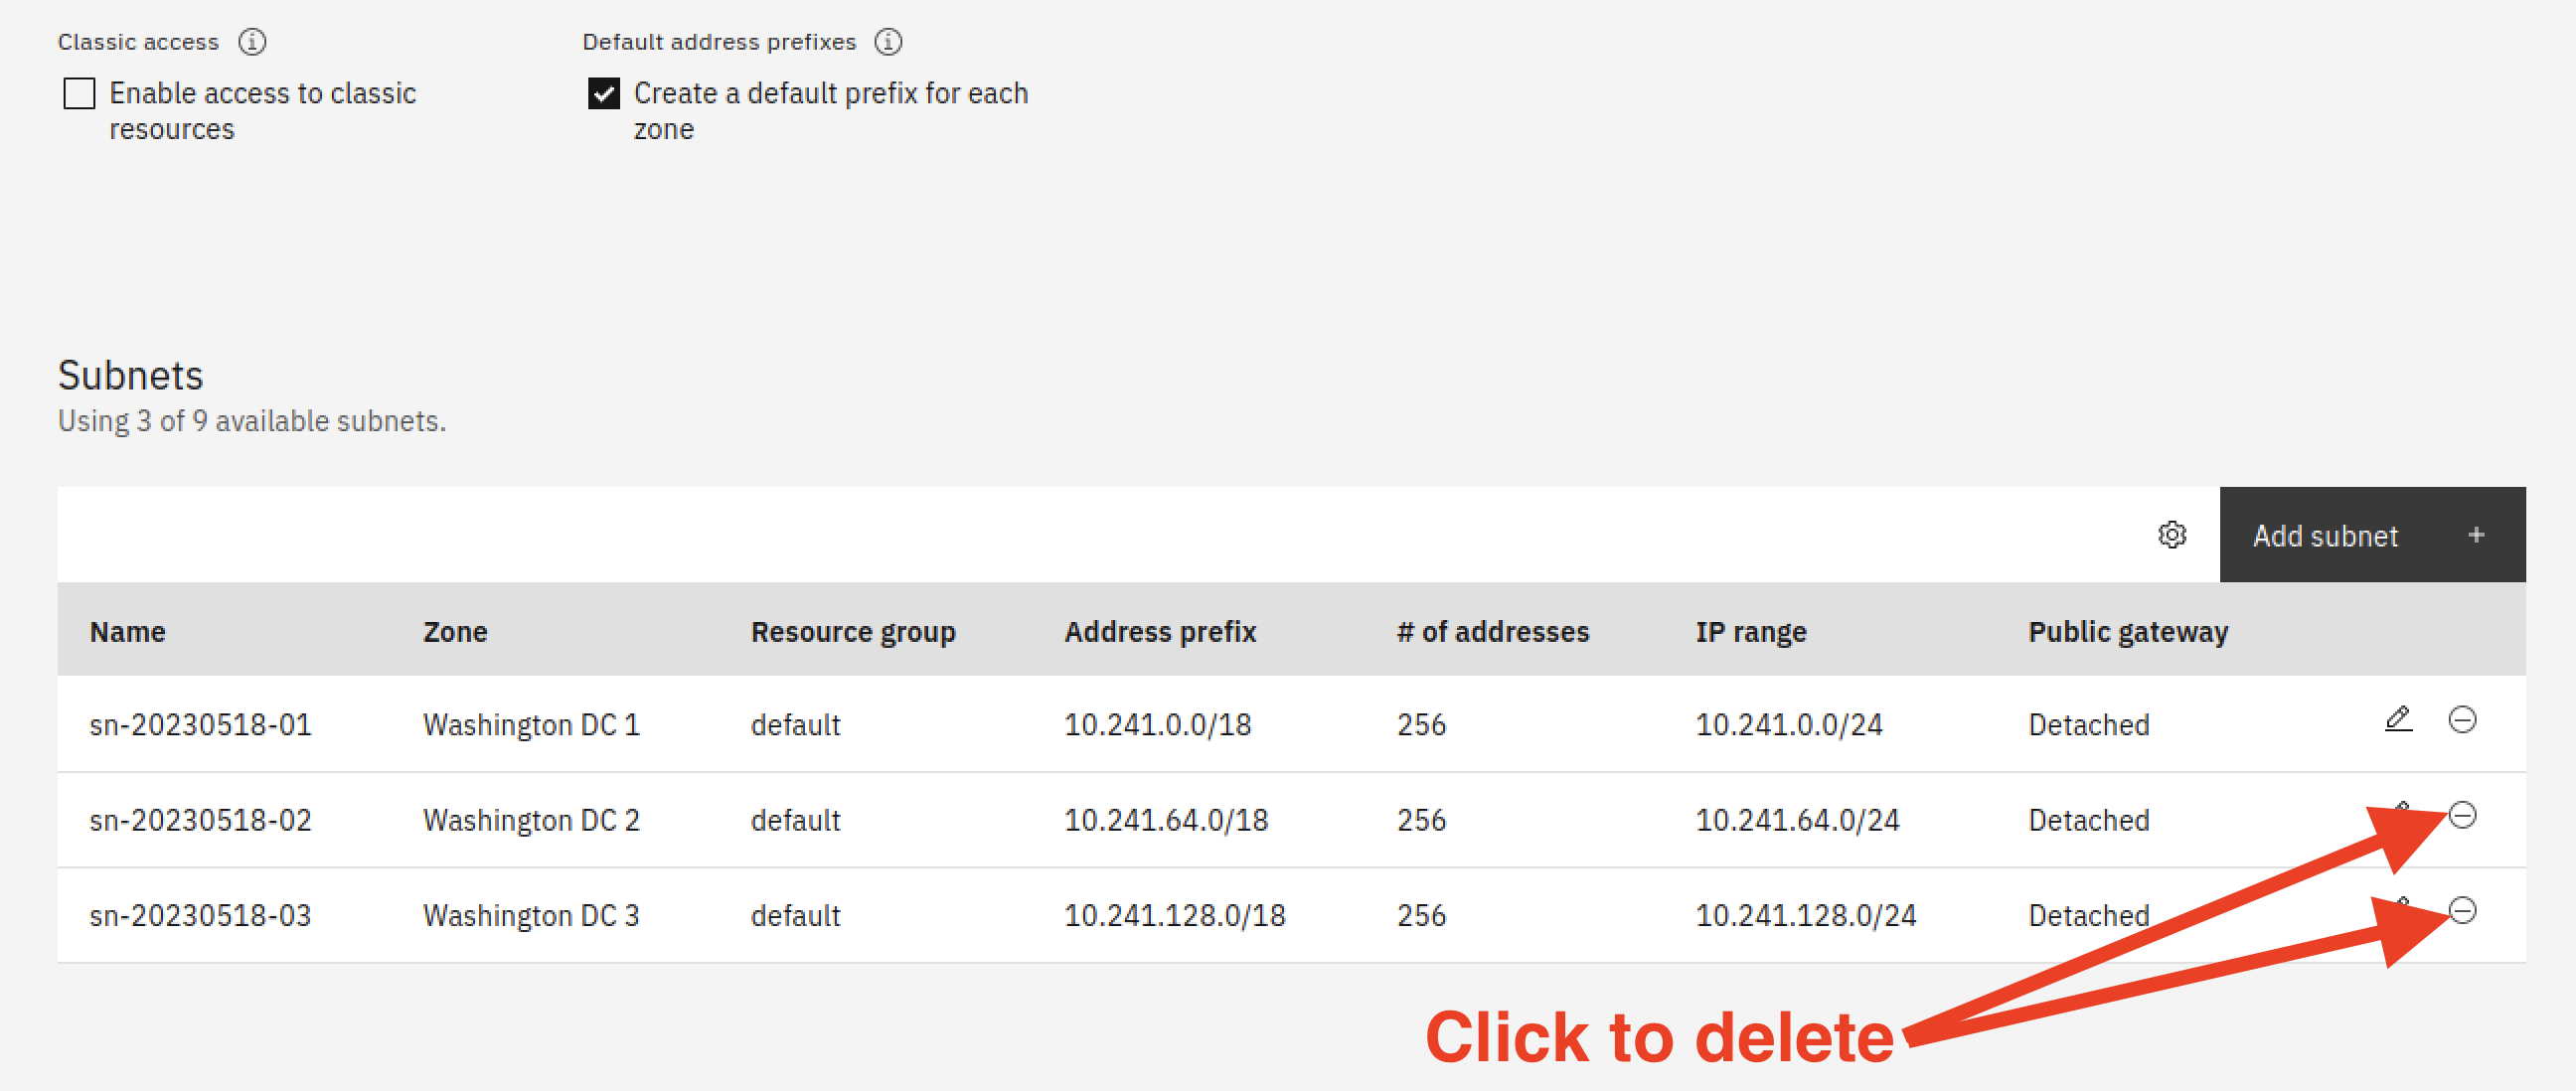 Classic access
Default address prefixes
Enable access to classic
resources
Create a default prefix for each
zone
Subnets
Using 3 of 9 available subnets.
Add subnet +
Name Zone Resource group Address prefix # of addresses IP range Public gateway
sn-20230518-01 Washington DC 1 default 10.241.0.0/18 256 10.241.0.0/24 Detached
sn-20230518-02 Washington DC 2 default 10.241.64.0/18 256 10.241.64.0/24 Detached
sn-20230518-03 Washington DC 3 default 10.241.128.0/18 256 10.241.128.0/24 Detached
Click to delete